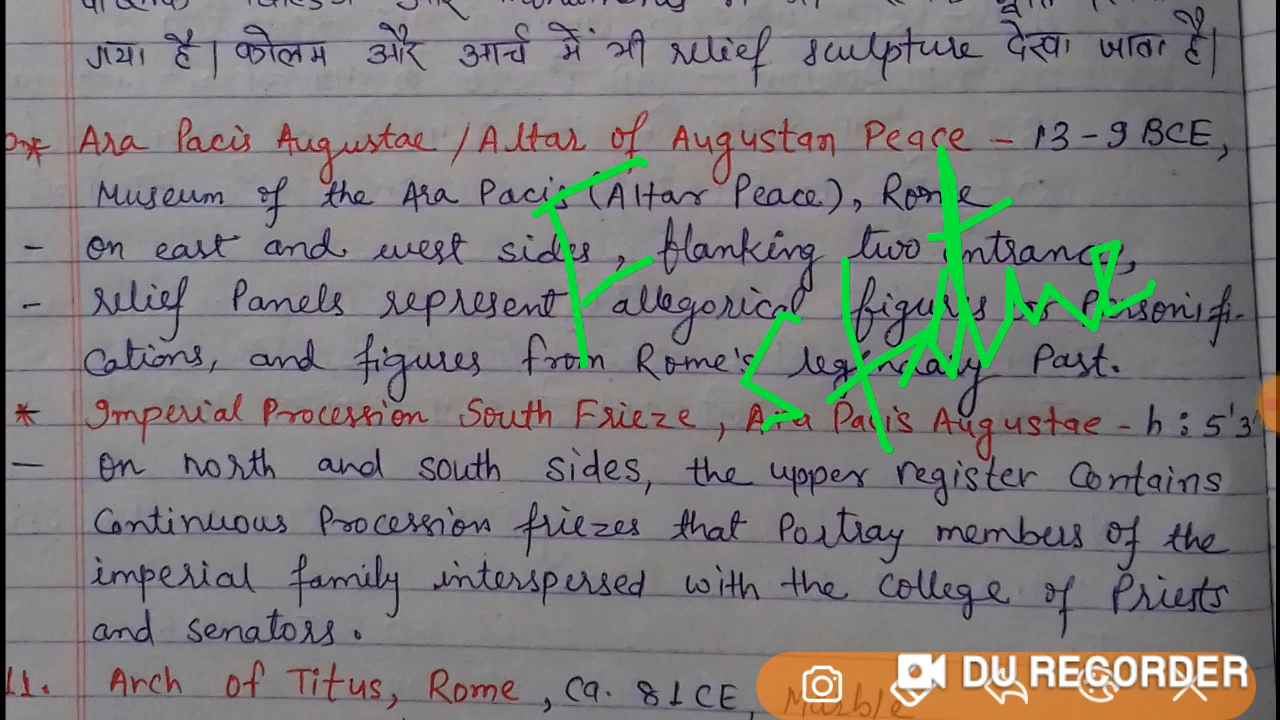 गया है। कोलम और आर्च में भी relief sculpture देखा जाता है।
* Ara Pacis Augustae / Altar of Augustan Peace - 13-9 BCE,
Museum of the Ara Pacis (Altar Peace), Rome
- on east and west sides, flanking two entrance,
- relief Panels represent allegorical figures or Personifi-
cations, and figures from Rome's legendary Past.
* Imperial Procession South Frieze, Ara Pacis Augustae - h: 5'3"
- On north and south sides, the upper register Contains
Continuous Procession friezes that Portray members of the
imperial family interspersed with the college of Priests
and senators.
11. Arch of Titus, Rome, Ca. 81 CE, Marble
DU RECORDER